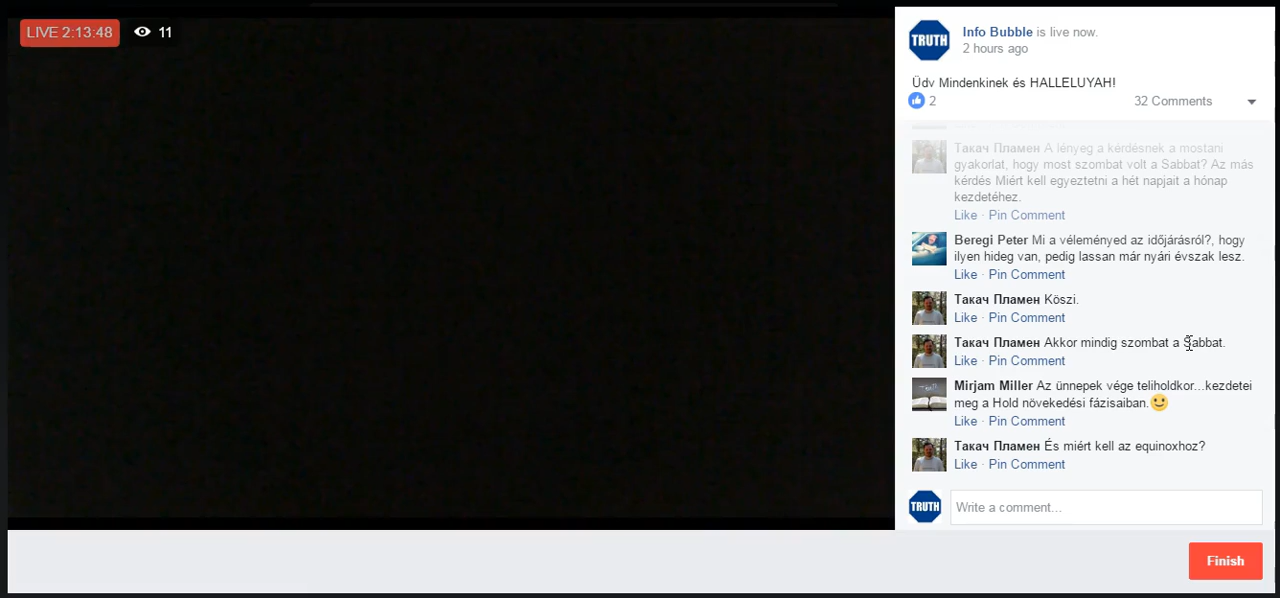 LIVE 2:13:48
11
TRUTH
Info Bubble is live now.
2 hours ago
Üdv Mindenkinek és HALLELUYAH!
2
32 Comments
Такач Пламен A lényeg a kérdésnek a mostani
gyakorlat, hogy most szombat volt a Sabbat? Az más
kérdés Miért kell egyeztetni a hét napjait a hónap
kezdetéhez.
Like · Pin Comment
Beregi Peter Mi a véleményed az időjárásról?, hogy
ilyen hideg van, pedig lassan már nyári évszak lesz.
Like · Pin Comment
Такач Пламен Köszi.
Like · Pin Comment
Такач Пламен Akkor mindig szombat a Sabbat.
Like · Pin Comment
Mirjam Miller Az ünnepek vége teliholdkor...kezdetei
meg a Hold növekedési fázisaiban.
Like · Pin Comment
Такач Пламен És miért kell az equinoxhoz?
Like · Pin Comment
TRUTH
Write a comment...
Finish